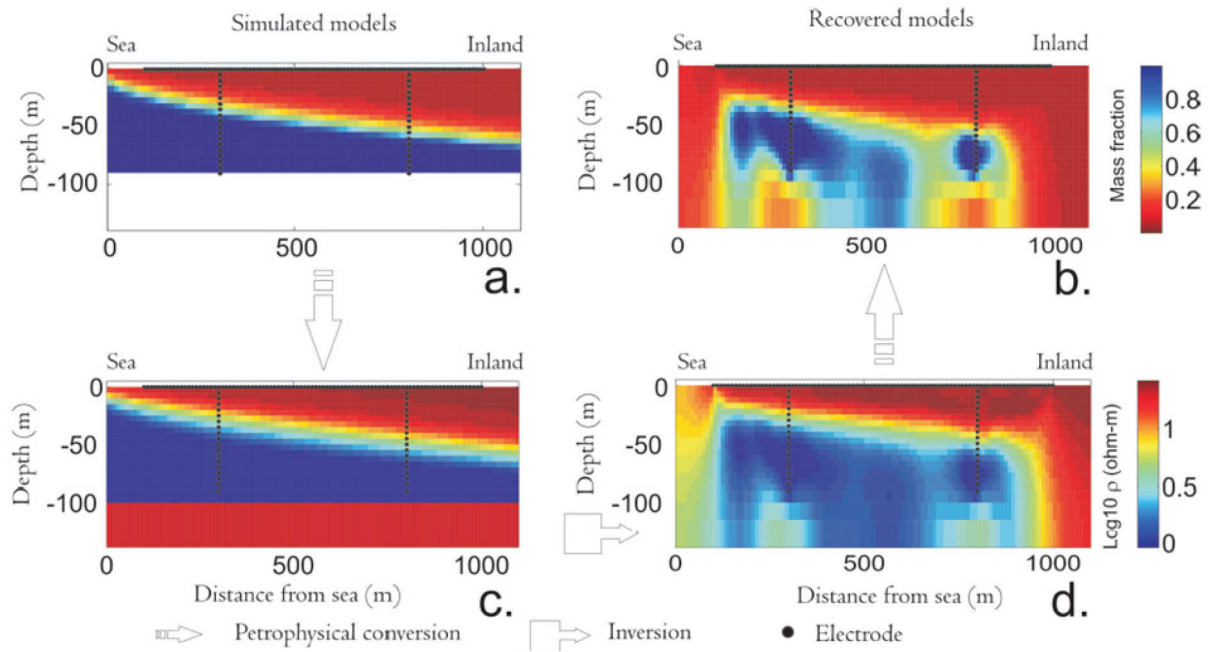 Simulated models
Recovered models
Sea Inland
Sea Inland
0
-50
-100
Depth (m)
0 500 1000
a.
0
-50
-100
Depth (m)
0 500 1000
b.
0.8
0.6
0.4
0.2
Mass fraction
Sea Inland
Sea Inland
0
-50
-100
Depth (m)
0 500 1000
Distance from sea (m)
c.
0
-50
-100
Depth (m)
0 500 1000
Distance from sea (m)
d.
1
0.5
0
Lcg10 ρ (ohm-m)
Petrophysical conversion
Inversion
Electrode